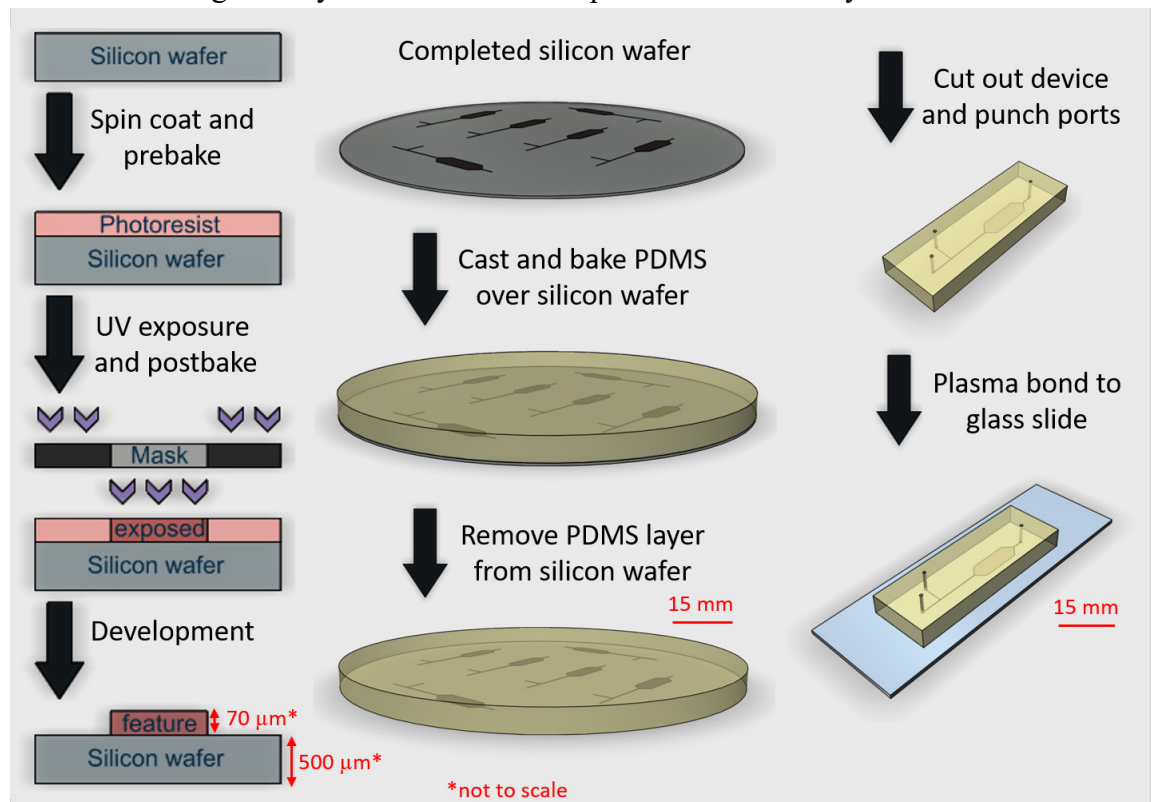 Silicon wafer
Spin coat and
prebake
Photoresist
Silicon wafer
UV exposure
and postbake
Mask
exposed
Silicon wafer
Development
feature
70 μm*
Silicon wafer
500 μm*
Completed silicon wafer
Cast and bake PDMS
over silicon wafer
Remove PDMS layer
from silicon wafer
15 mm
*not to scale
Cut out device
and punch ports
Plasma bond to
glass slide
15 mm